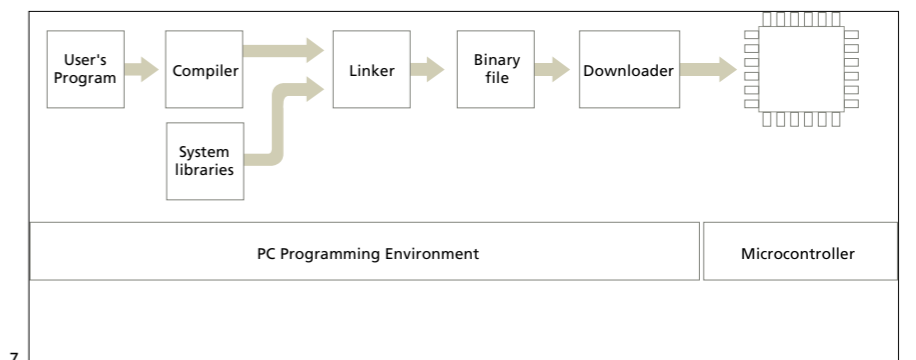 User's
Program
Compiler
Linker
Binary
file
Downloader
System
libraries
PC Programming Environment
Microcontroller
7